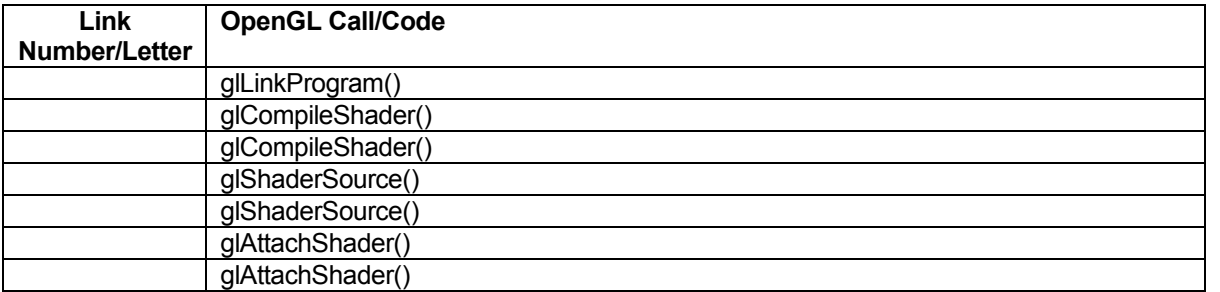 Link OpenGL Call/Code
Number/Letter
glLinkProgram()
glCompileShader()
glCompileShader()
glShaderSource()
glShaderSource()
glAttachShader()
glAttachShader()